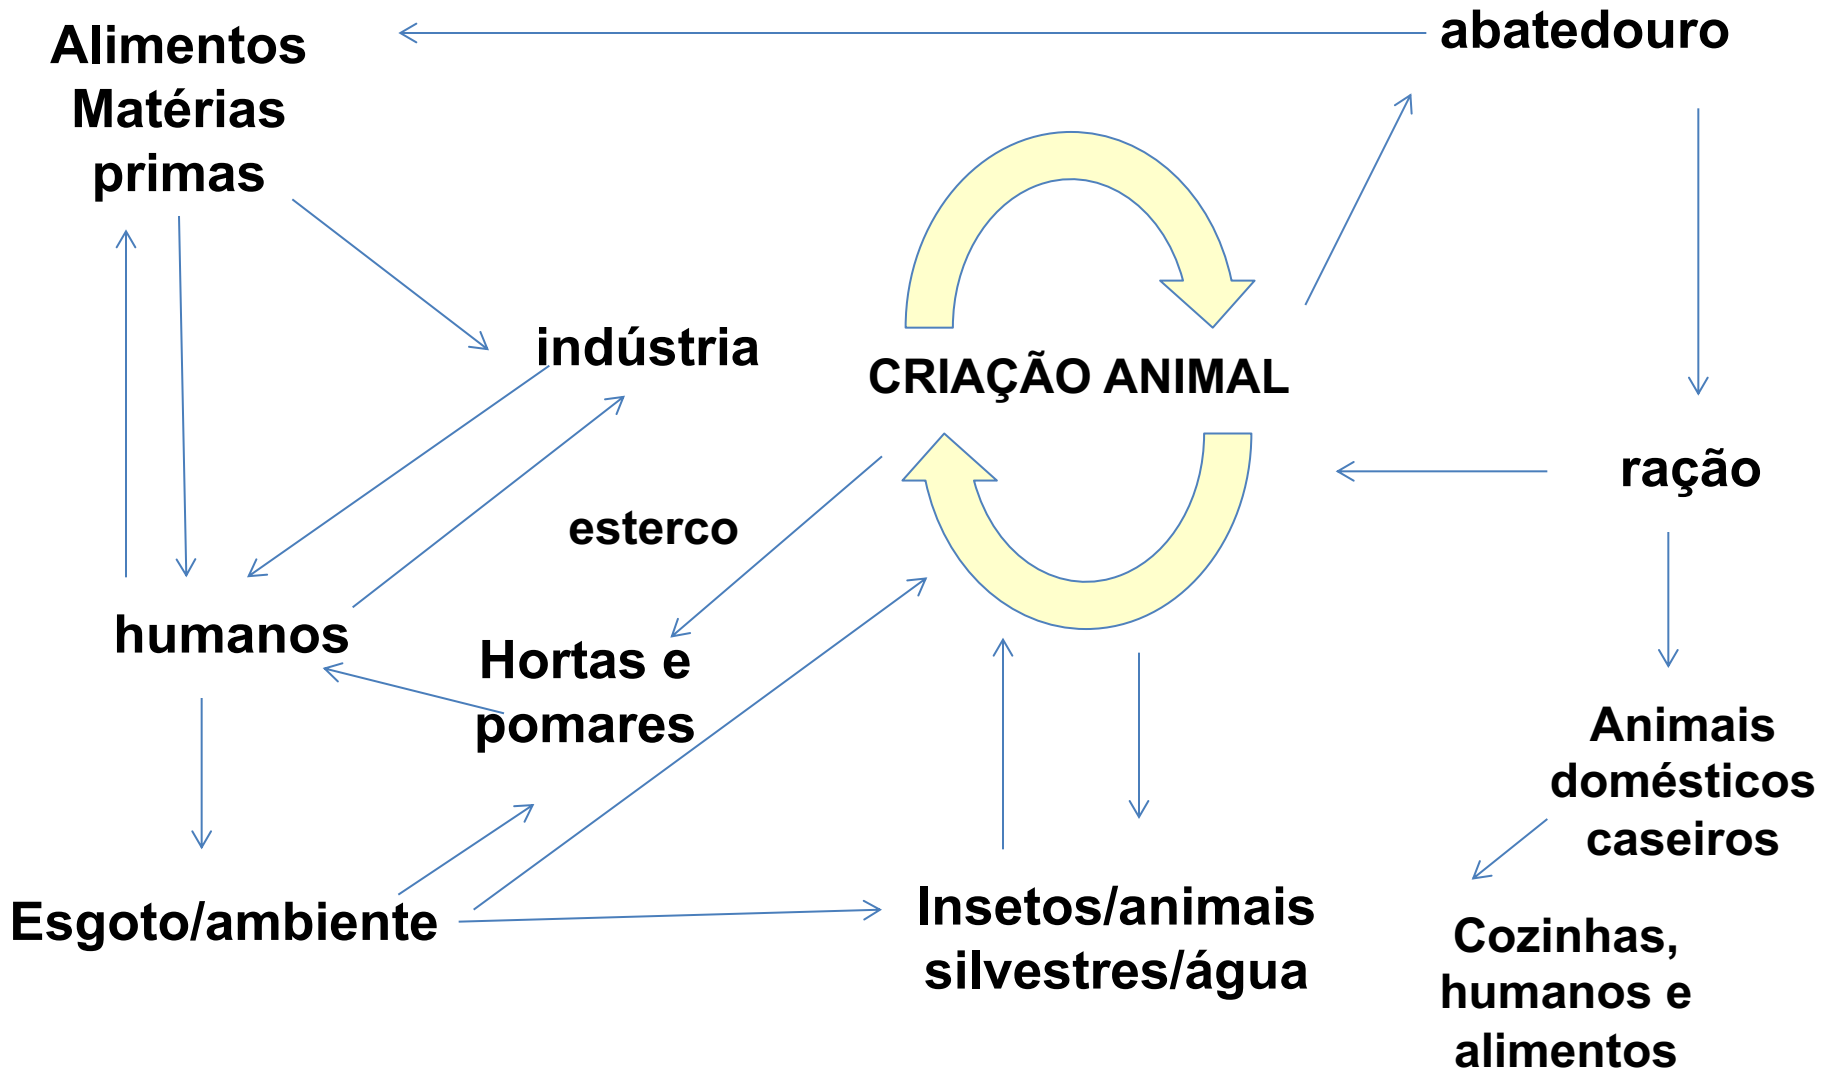 Alimentos
Matérias
primas
abatedouro
indústria
CRIAÇÃO ANIMAL
ração
esterco
humanos
Hortas e
pomares
Animais
domésticos
caseiros
Esgoto/ambiente
Insetos/animais
silvestres/água
Cozinhas,
humanos e
alimentos